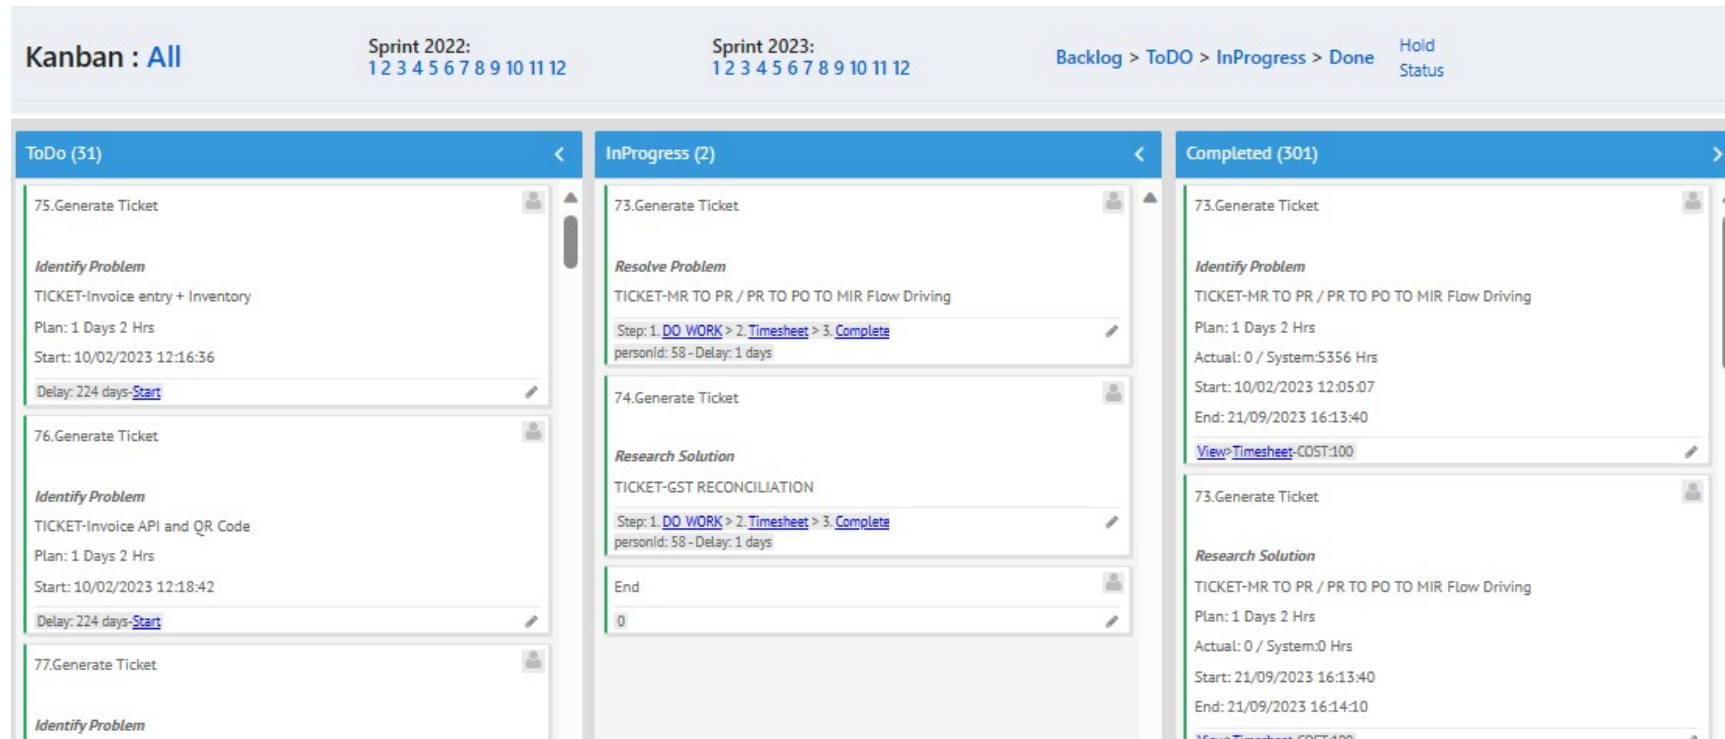 Kanban : All
Sprint 2022:
1 2 3 4 5 6 7 8 9 10 11 12
Sprint 2023:
1 2 3 4 5 6 7 8 9 10 11 12
Backlog > ToDO > InProgress > Done
Hold
Status
ToDo (31)
75.Generate Ticket
Identify Problem
TICKET-Invoice entry + Inventory
Plan: 1 Days 2 Hrs
Start: 10/02/2023 12:16:36
Delay: 224 days-Start
76.Generate Ticket
Identify Problem
TICKET-Invoice API and QR Code
Plan: 1 Days 2 Hrs
Start: 10/02/2023 12:18:42
Delay: 224 days-Start
77.Generate Ticket
Identify Problem
InProgress (2)
73.Generate Ticket
Resolve Problem
TICKET-MR TO PR / PR TO PO TO MIR Flow Driving
Step: 1. DO WORK > 2. Timesheet > 3. Complete
personId: 58 - Delay: 1 days
74.Generate Ticket
Research Solution
TICKET-GST RECONCILIATION
Step: 1. DO WORK > 2. Timesheet > 3. Complete
personId: 58 - Delay: 1 days
End
0
Completed (301)
73.Generate Ticket
Identify Problem
TICKET-MR TO PR / PR TO PO TO MIR Flow Driving
Plan: 1 Days 2 Hrs
Actual: 0 / System:5356 Hrs
Start: 10/02/2023 12:05:07
End: 21/09/2023 16:13:40
View>Timesheet-COST:100
73.Generate Ticket
Research Solution
TICKET-MR TO PR / PR TO PO TO MIR Flow Driving
Plan: 1 Days 2 Hrs
Actual: 0 / System:0 Hrs
Start: 21/09/2023 16:13:40
End: 21/09/2023 16:14:10
View>Timesheet-COST:100